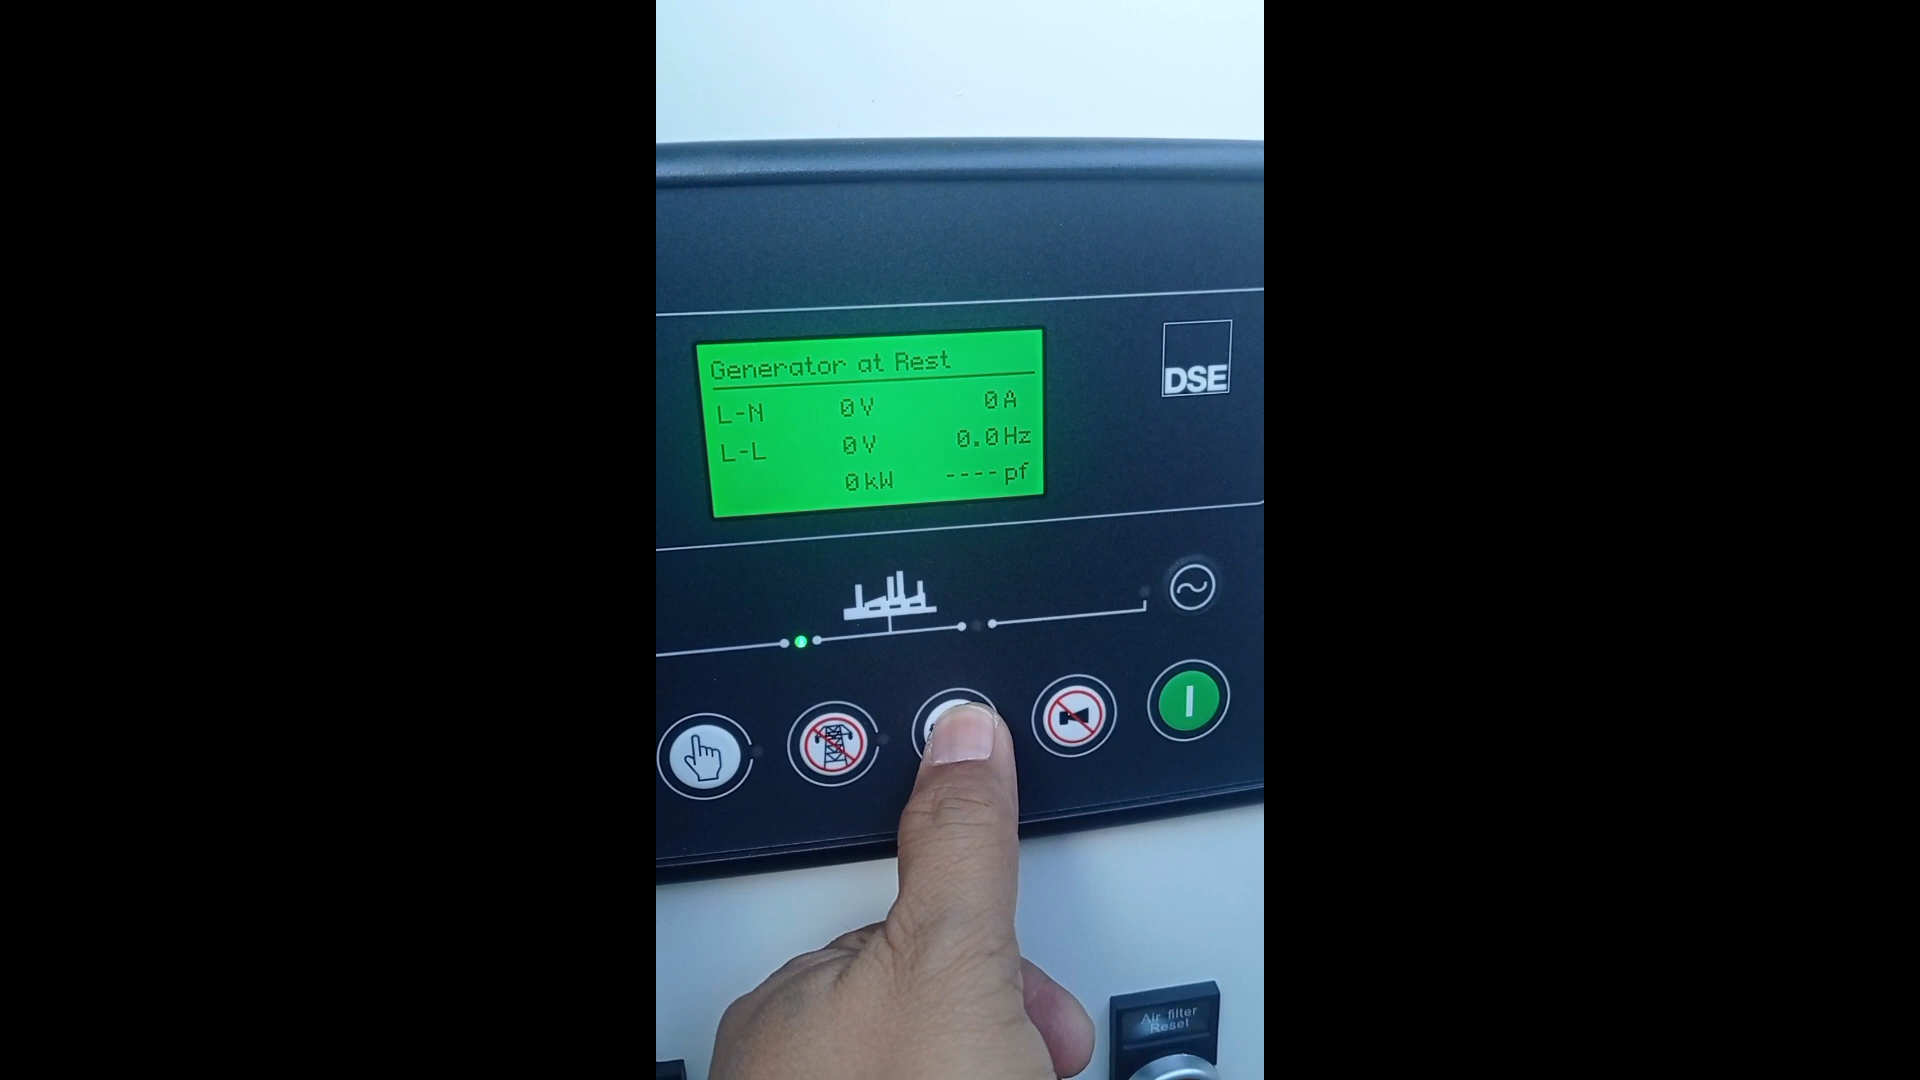 Generator at Rest
L-N 0V 0A
L-L 0V 0.0Hz
0kW ----pf
DSE
Air filter
Reset